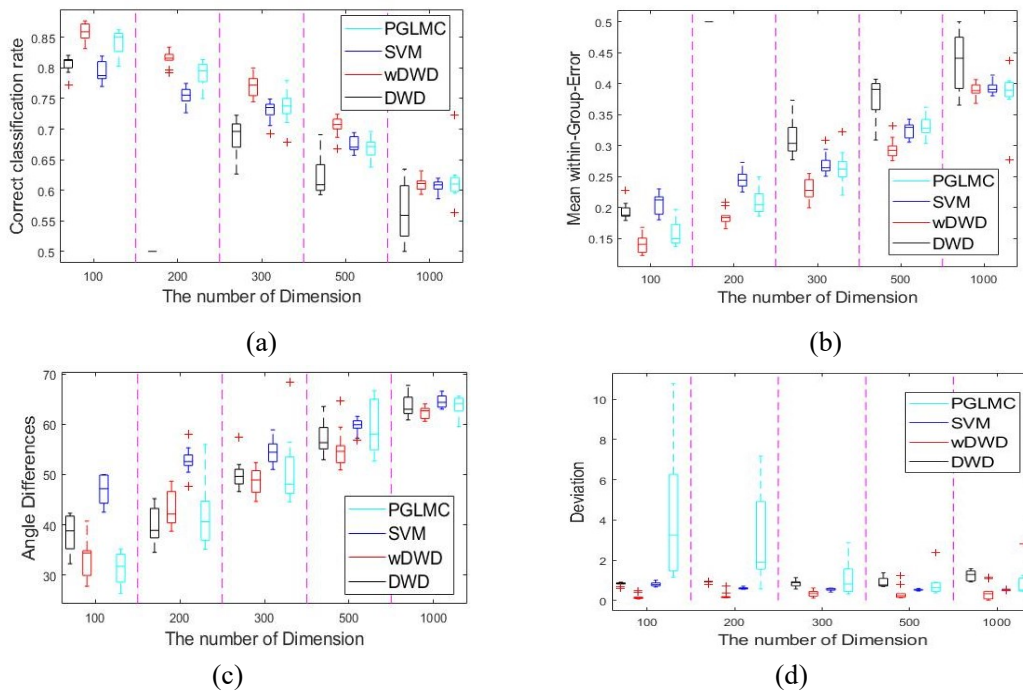 Correct classification rate
0.85
0.8
0.75
0.7
0.65
0.6
0.55
0.5
PGLMC
SVM
wDWD
DWD
100 200 300 500 1000
The number of Dimension
(a)
Mean within-Group-Error
0.5
0.45
0.4
0.35
0.3
0.25
0.2
0.15
PGLMC
SVM
wDWD
DWD
100 200 300 500 1000
The number of Dimension
(b)
Angle Differences
70
60
50
40
30
PGLMC
SVM
wDWD
DWD
100 200 300 500 1000
The number of Dimension
(c)
Deviation
10
8
6
4
2
0
PGLMC
SVM
wDWD
DWD
100 200 300 500 1000
The number of Dimension
(d)